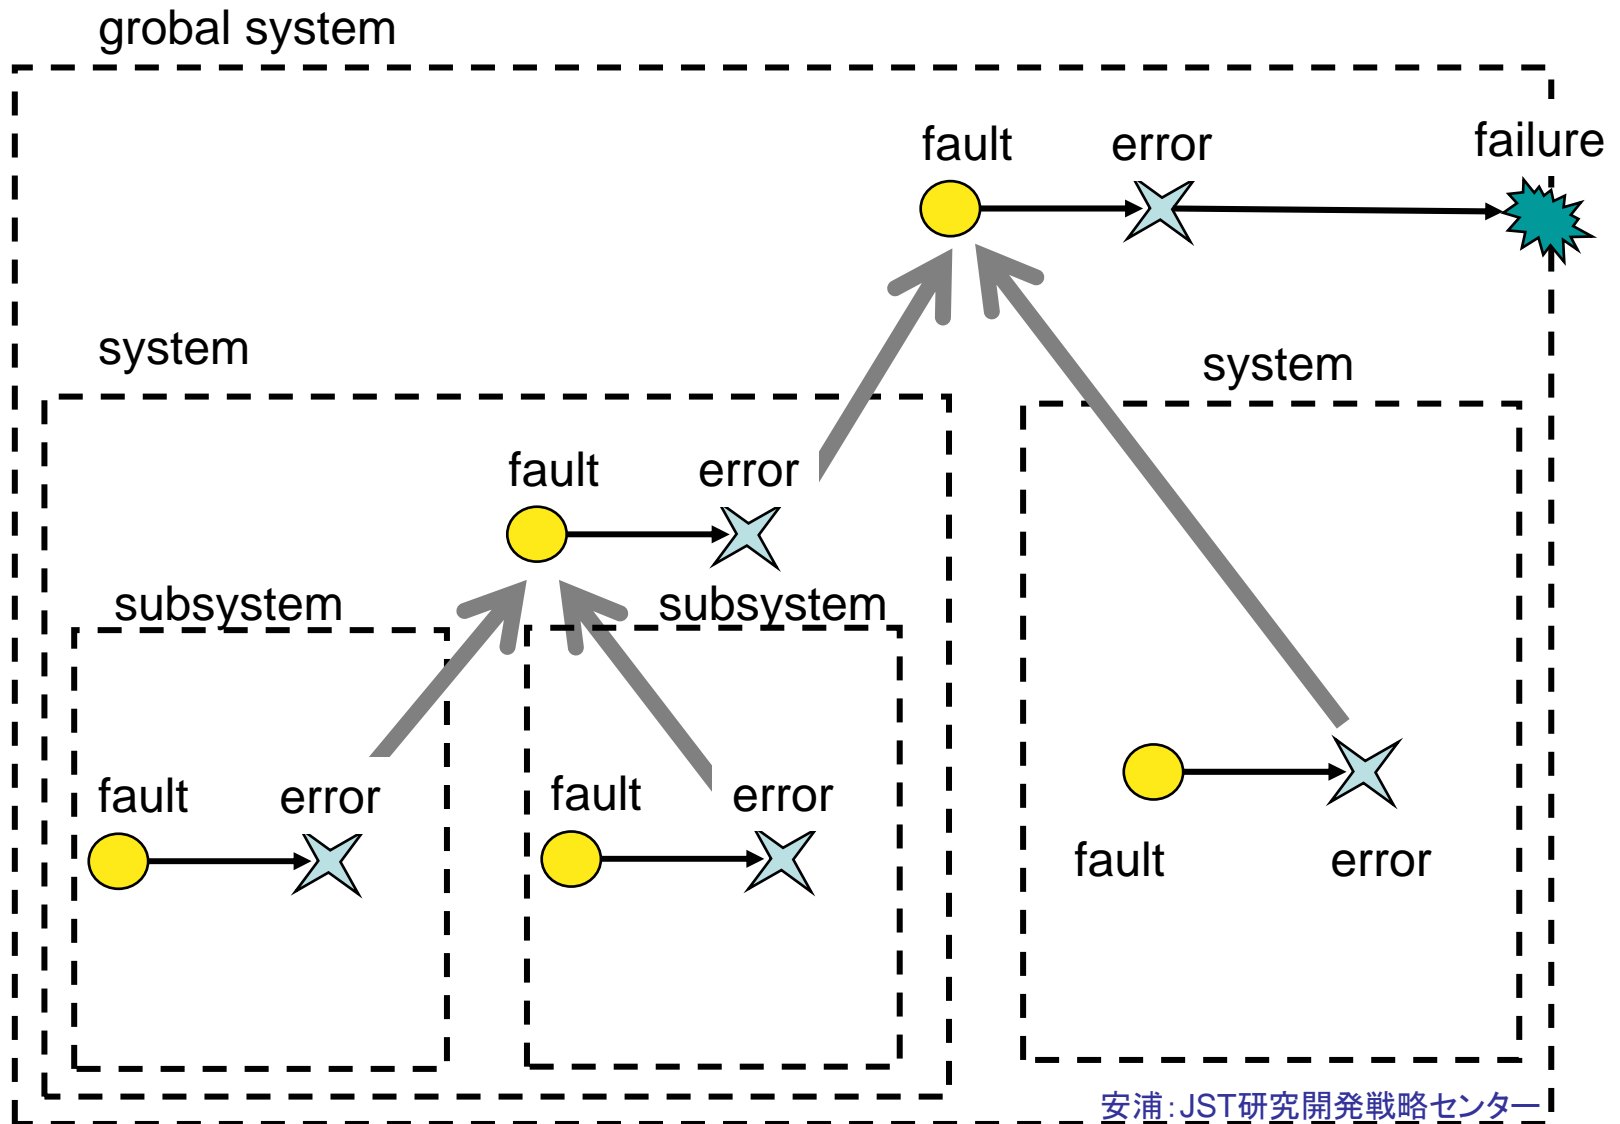 grobal system
fault error failure
system
system
fault error
subsystem subsystem
fault error fault error
fault error
安浦:JST研究開発戦略センター